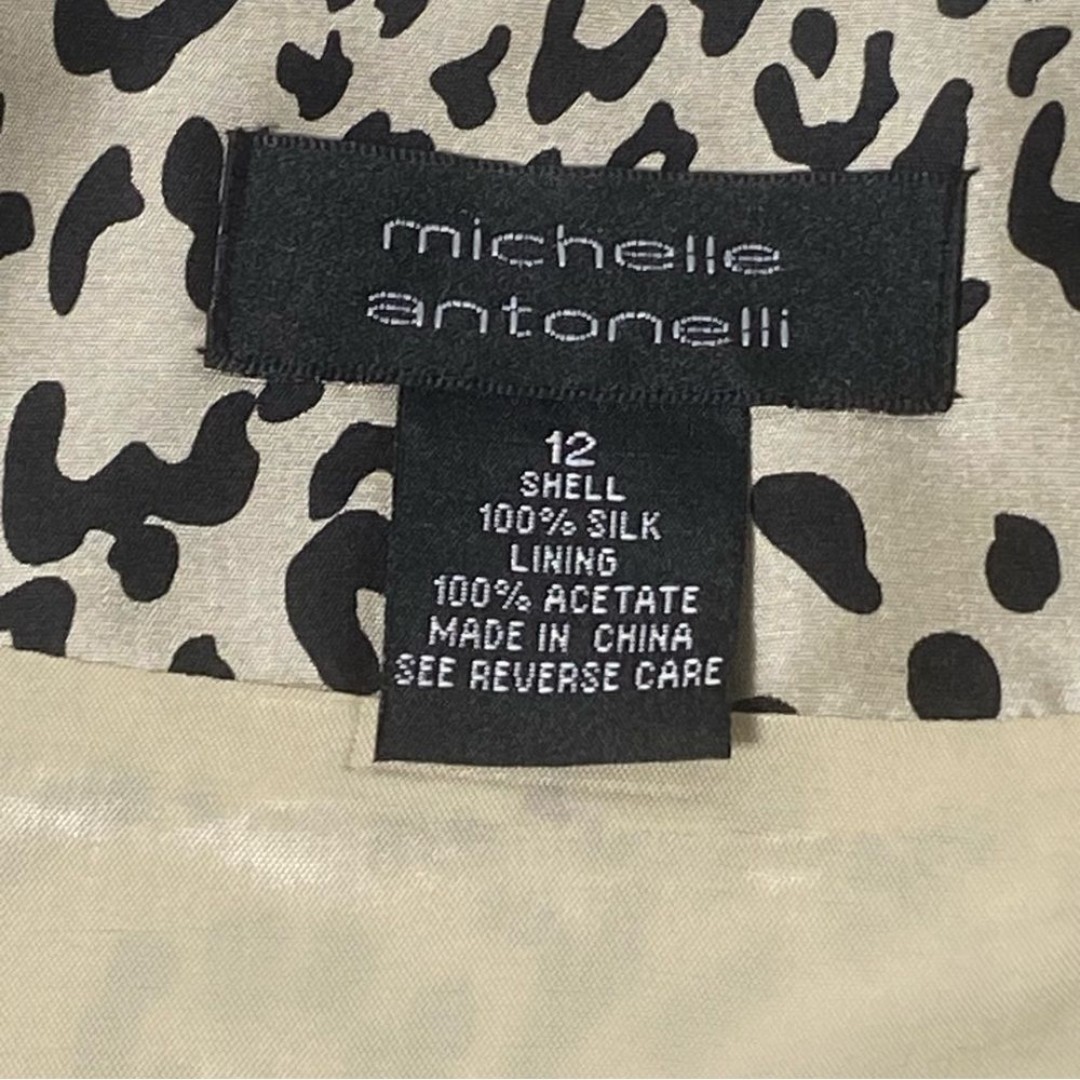 michelle
antonelli
12
SHELL
100% SILK
LINING
100% ACETATE
MADE IN CHINA
SEE REVERSE CARE